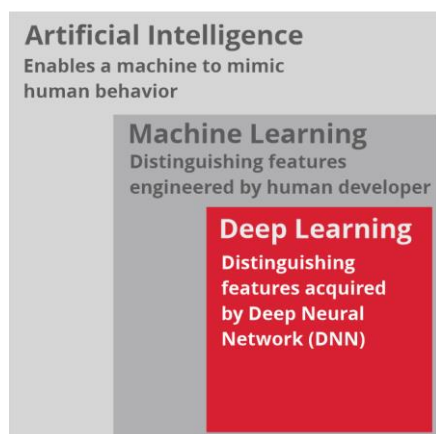 Artificial Intelligence
Enables a machine to mimic
human behavior
Machine Learning
Distinguishing features
engineered by human developer
Deep Learning
Distinguishing
features acquired
by Deep Neural
Network (DNN)